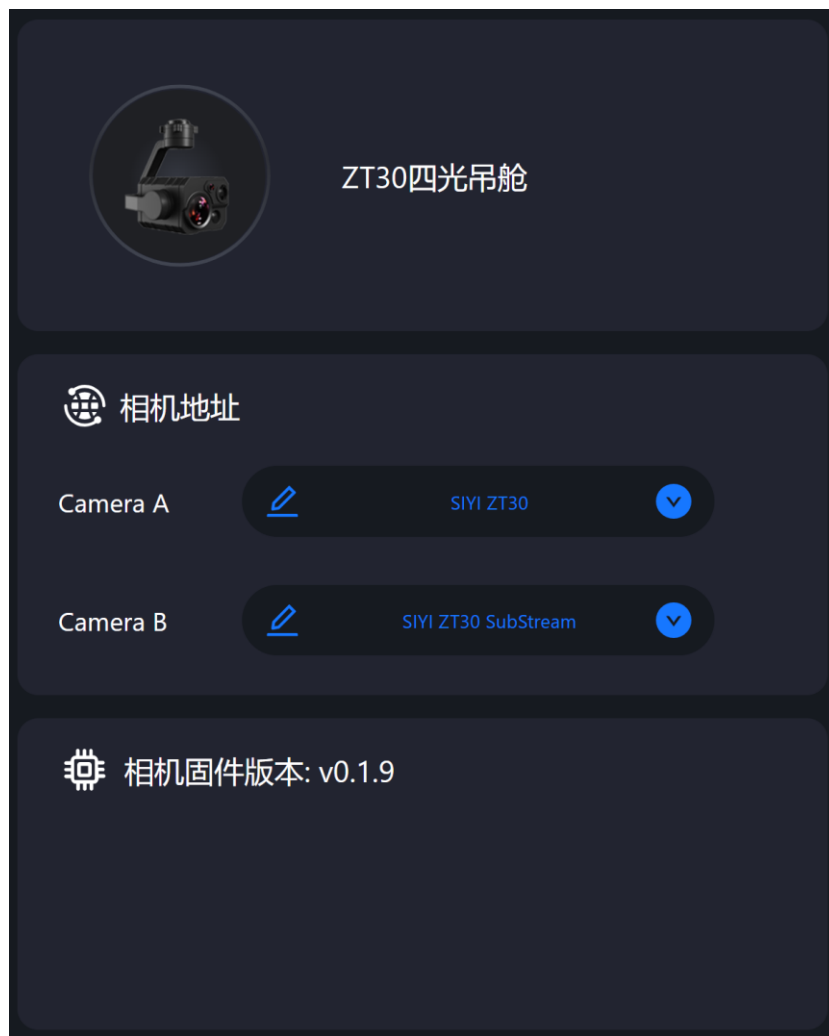 ZT30四光吊舱
相机地址
Camera A
SIYI ZT30
Camera B
SIYI ZT30 SubStream
相机固件版本: v0.1.9